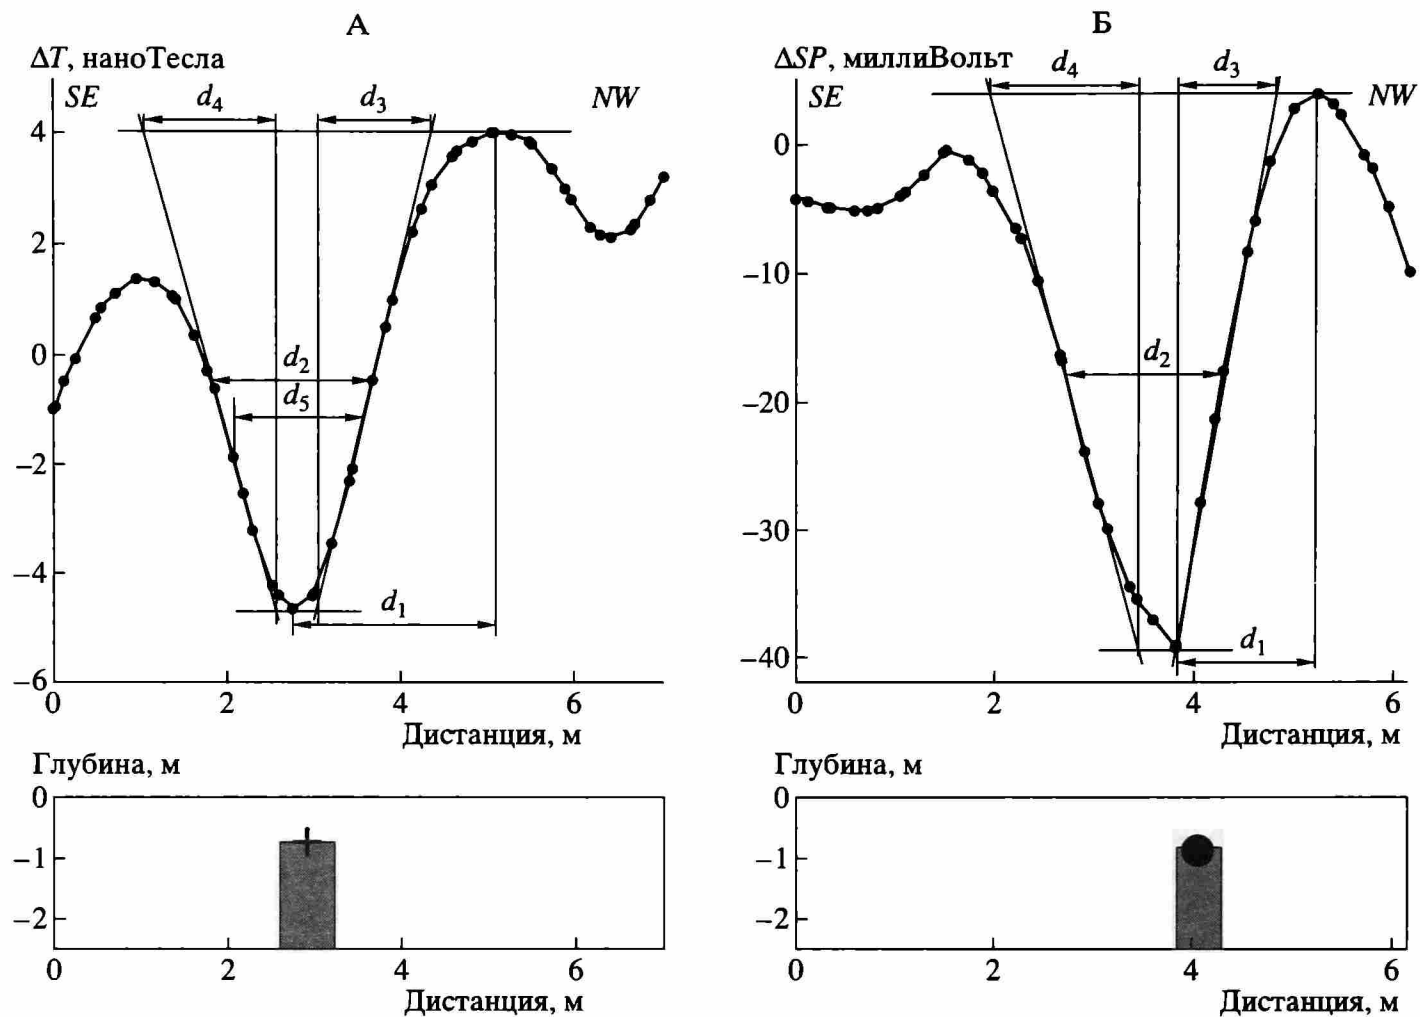 А
ΔT, наноТесла
SE
d4
d3
NW
4
2
0
−2
−4
−6
d2
d5
d1
0
2
4
6
Дистанция, м
Глубина, м
0
−1
−2
0
2
4
6
Дистанция, м
Б
ΔSP, миллиВольт
SE
d4
d3
NW
0
−10
−20
−30
−40
d2
d1
0
2
4
6
Дистанция, м
Глубина, м
0
−1
−2
0
2
4
6
Дистанция, м